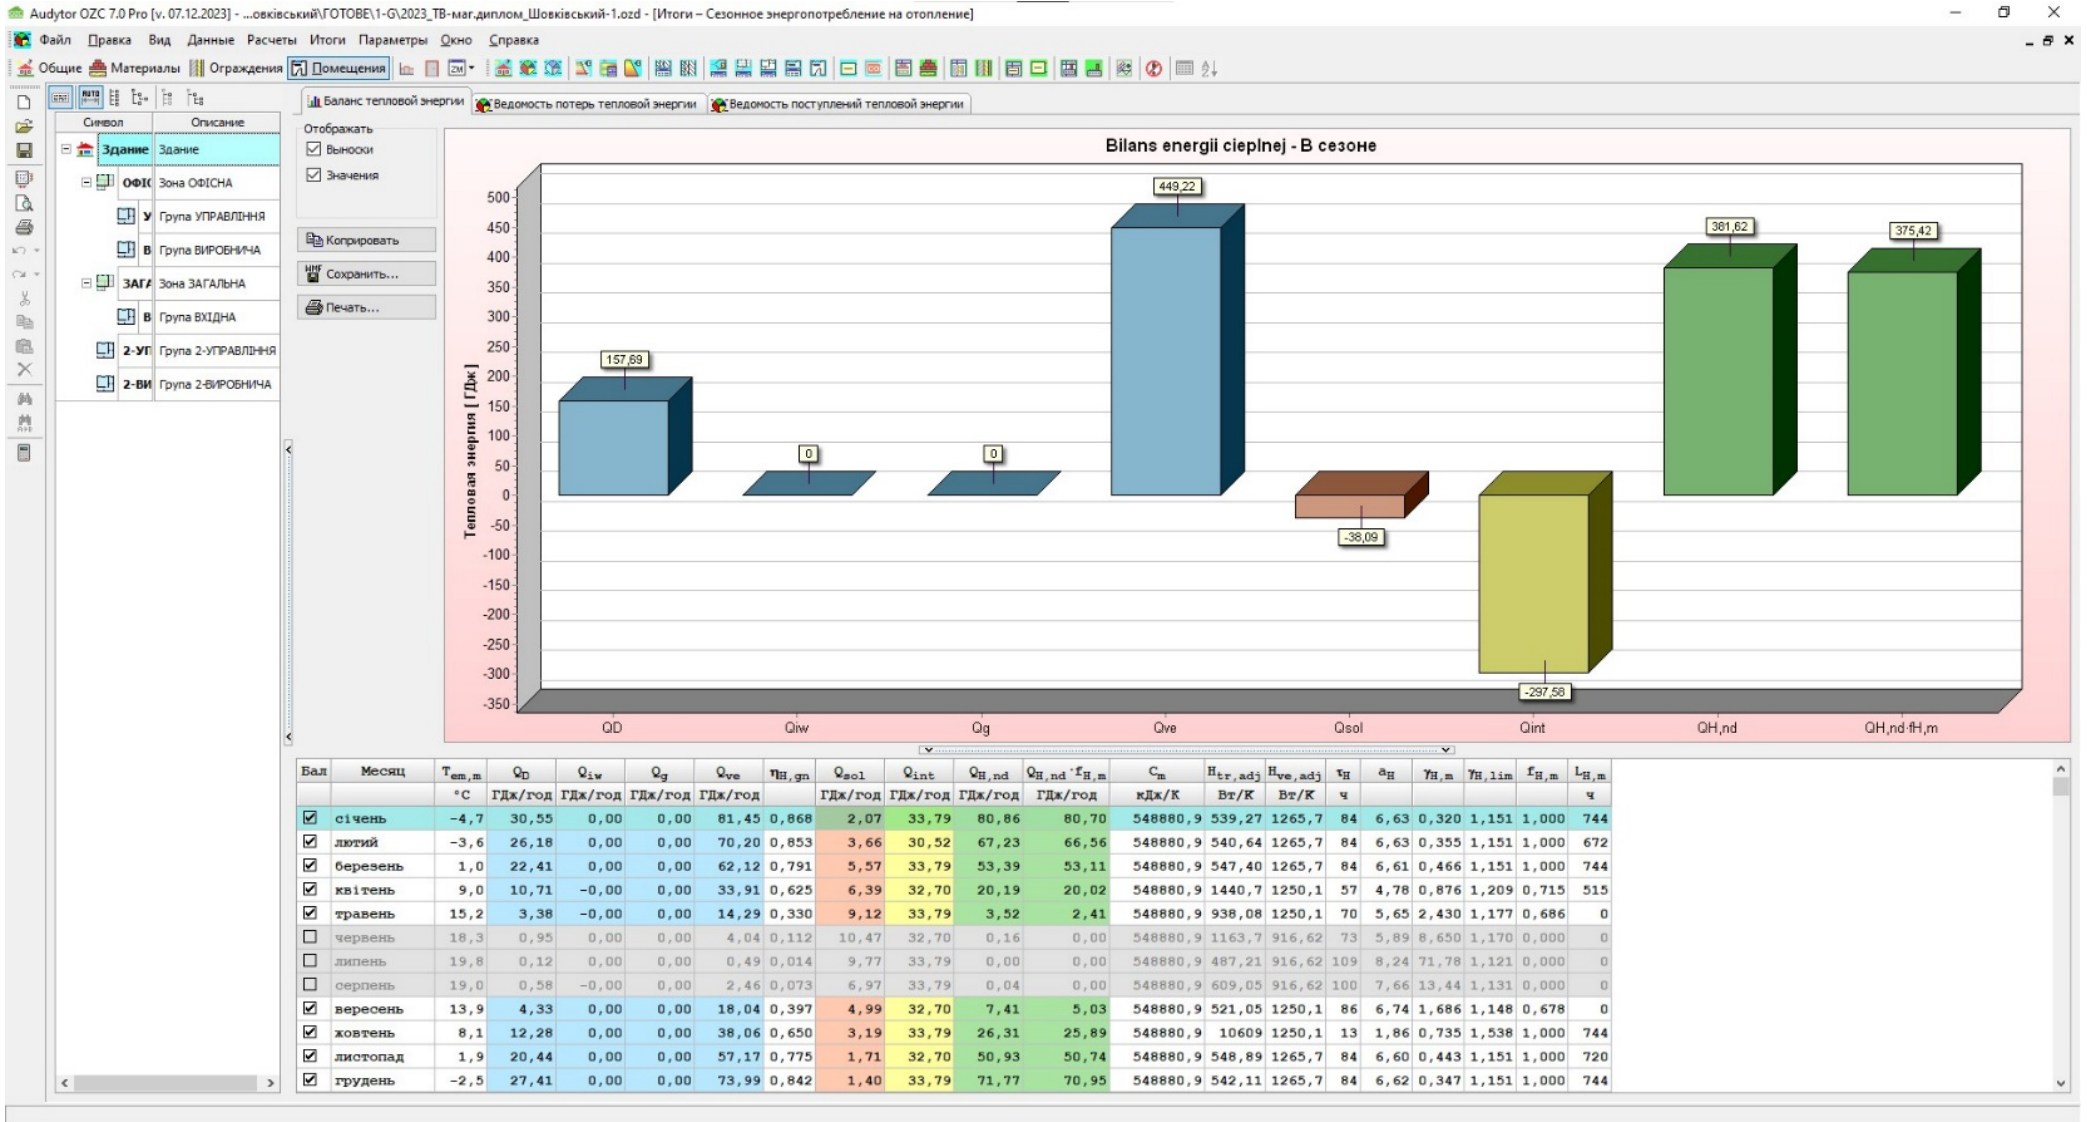 Audytor OZC 7.0 Pro [v. 07.12.2023] - ...овківський\ГОТОВЕ\1-G\2023_ТВ-маг.диплом_Шовківський-1.ozd - [Итоги – Сезонное энергопотребление на отопление]
Файл Правка Вид Данные Расчеты Итоги Параметры Окно Справка
Общие Материалы Ограждения Помещения
Баланс тепловой энергии Ведомость потерь тепловой энергии Ведомость поступлений тепловой энергии
Символ Описание
Здание Здание
ОФІС Зона ОФІСНА
У Група УПРАВЛІННЯ
В Група ВИРОБНИЧА
ЗАГА Зона ЗАГАЛЬНА
В Група ВХІДНА
2-УП Група 2-УПРАВЛІННЯ
2-ВИ Група 2-ВИРОБНИЧА
Отображать
Выноски
Значения
Коприровать
Сохранить...
Печать...
Bilans energii cieplnej - В сезоне
Тепловая энергия [ГДж]
500
450
400
350
300
250
200
150
100
50
0
-50
-100
-150
-200
-250
-300
-350
157,69 0 0 449,22 -38,09 -297,58 381,62 375,42
QD Qiw Qg Qve Qsol Qint QH,nd QH,nd·fH,m
Бал Месяц Tem,m QD Qiw Qg Qve ηH,gn Qsol Qint QH,nd QH,nd·fH,m Cm Htr,adj Hve,adj τH aH γH,m γH,lim fH,m LH,m
°C ГДж/год ГДж/год ГДж/год ГДж/год ГДж/год ГДж/год ГДж/год ГДж/год кДж/К Вт/К Вт/К ч ч
січень -4,7 30,55 0,00 0,00 81,45 0,868 2,07 33,79 80,86 80,70 548880,9 539,27 1265,7 84 6,63 0,320 1,151 1,000 744
лютий -3,6 26,18 0,00 0,00 70,20 0,853 3,66 30,52 67,23 66,56 548880,9 540,64 1265,7 84 6,63 0,355 1,151 1,000 672
березень 1,0 22,41 0,00 0,00 62,12 0,791 5,57 33,79 53,39 53,11 548880,9 547,40 1265,7 84 6,61 0,466 1,151 1,000 744
квітень 9,0 10,71 -0,00 0,00 33,91 0,625 6,39 32,70 20,19 20,02 548880,9 1440,7 1250,1 57 4,78 0,876 1,209 0,715 515
травень 15,2 3,38 -0,00 0,00 14,29 0,330 9,12 33,79 3,52 2,41 548880,9 938,08 1250,1 70 5,65 2,430 1,177 0,686 0
червень 18,3 0,95 0,00 0,00 4,04 0,112 10,47 32,70 0,16 0,00 548880,9 1163,7 916,62 73 5,89 8,650 1,170 0,000 0
липень 19,8 0,12 0,00 0,00 0,49 0,014 9,77 33,79 0,00 0,00 548880,9 487,21 916,62 109 8,24 71,78 1,121 0,000 0
серпень 19,0 0,58 -0,00 0,00 2,46 0,073 6,97 33,79 0,04 0,00 548880,9 609,05 916,62 100 7,66 13,44 1,131 0,000 0
вересень 13,9 4,33 0,00 0,00 18,04 0,397 4,99 32,70 7,41 5,03 548880,9 521,05 1250,1 86 6,74 1,686 1,148 0,678 0
жовтень 8,1 12,28 0,00 0,00 38,06 0,650 3,19 33,79 26,31 25,89 548880,9 10609 1250,1 13 1,86 0,735 1,538 1,000 744
листопад 1,9 20,44 0,00 0,00 57,17 0,775 1,71 32,70 50,93 50,74 548880,9 548,89 1265,7 84 6,60 0,443 1,151 1,000 720
грудень -2,5 27,41 0,00 0,00 73,99 0,842 1,40 33,79 71,77 70,95 548880,9 542,11 1265,7 84 6,62 0,347 1,151 1,000 744